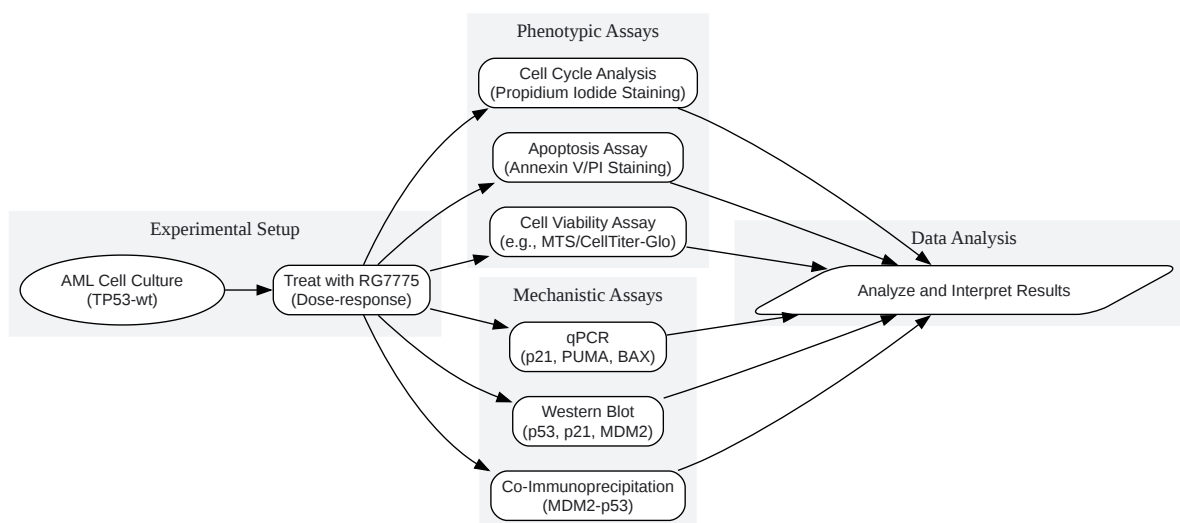 Experimental Setup
AML Cell Culture
(TP53-wt)
Treat with RG7775
(Dose-response)
Phenotypic Assays
Cell Cycle Analysis
(Propidium Iodide Staining)
Apoptosis Assay
(Annexin V/PI Staining)
Cell Viability Assay
(e.g., MTS/CellTiter-Glo)
Mechanistic Assays
qPCR
(p21, PUMA, BAX)
Western Blot
(p53, p21, MDM2)
Co-Immunoprecipitation
(MDM2-p53)
Data Analysis
Analyze and Interpret Results